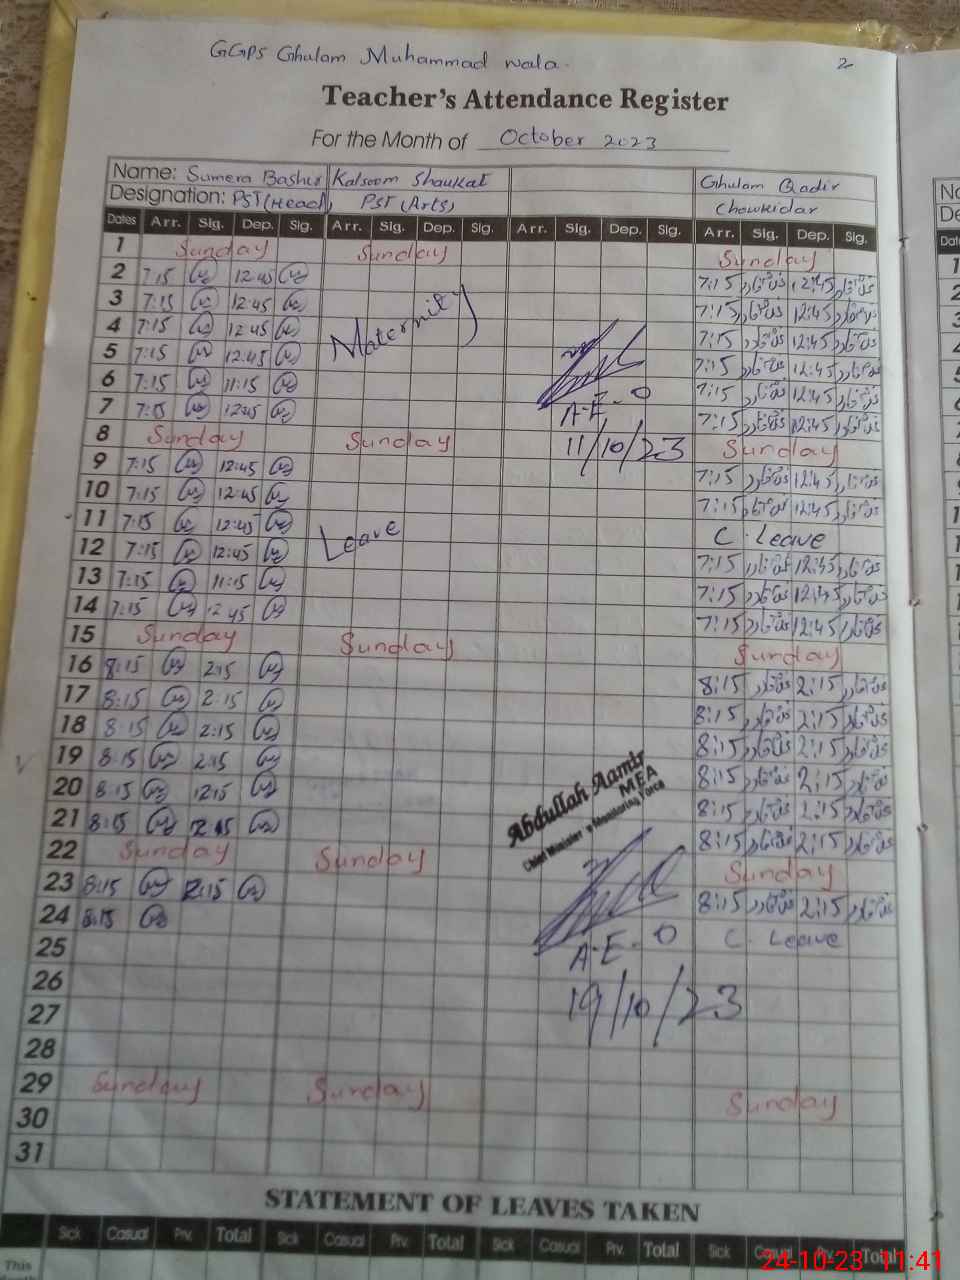 GGPS Ghulam Muhammad wala. 2
Teacher's Attendance Register
For the Month of October 2023
Name: Sumera Bashir Kalsoom Shaukat Ghulam Qadir
Designation: PST(Head) PST (Arts) Chowkidar
Dates Arr. Sig. Dep. Sig. Arr. Sig. Dep. Sig. Arr. Sig. Dep. Sig. Arr. Sig. Dep. Sig.
1 Sunday Sunday Sunday
2 7:15 12:45 7:15 12:45
3 7:15 12:45 7:15 12:45
4 7:15 12:45 Maternity 7:15 12:45
5 7:15 12:45 7:15 12:45
6 7:15 11:15 7:15 12:45
7 7:15 12:45 A-E-O 7:15 12:45
8 Sunday Sunday 11/10/23 Sunday
9 7:15 12:45 7:15 12:45
10 7:15 12:45 7:15 12:45
11 7:15 12:45 Leave C. Leave
12 7:15 12:45 7:15 12:45
13 7:15 11:15 7:15 12:45
14 7:15 12:45 7:15 12:45
15 Sunday Sunday Sunday
16 8:15 2:15 8:15 2:15
17 8:15 2:15 8:15 2:15
18 8:15 2:15 8:15 2:15
19 8:15 2:15 8:15 2:15
20 8:15 12:15 8:15 2:15
21 8:15 2:15 8:15 2:15
Abdullah Aamir
MEA
Chief Minister's Monitoring Force
22 Sunday Sunday Sunday
23 8:15 2:15 8:15 2:15
24 8:15 C. Leave
25 A-E-O
26 19/10/23
27
28
29 Sunday Sunday Sunday
30
31
STATEMENT OF LEAVES TAKEN
Sick Casual Prv. Total Sick Casual Prv. Total Sick Casual Prv. Total Sick Casual Prv. Total
This
24-10-23 11:41